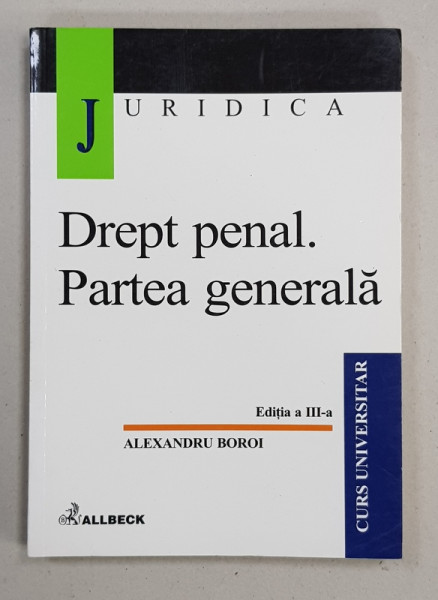 JURIDICA
Drept penal.
Partea generală
Ediția a III-a
ALEXANDRU BOROI
CURS UNIVERSITAR
ALLBECK